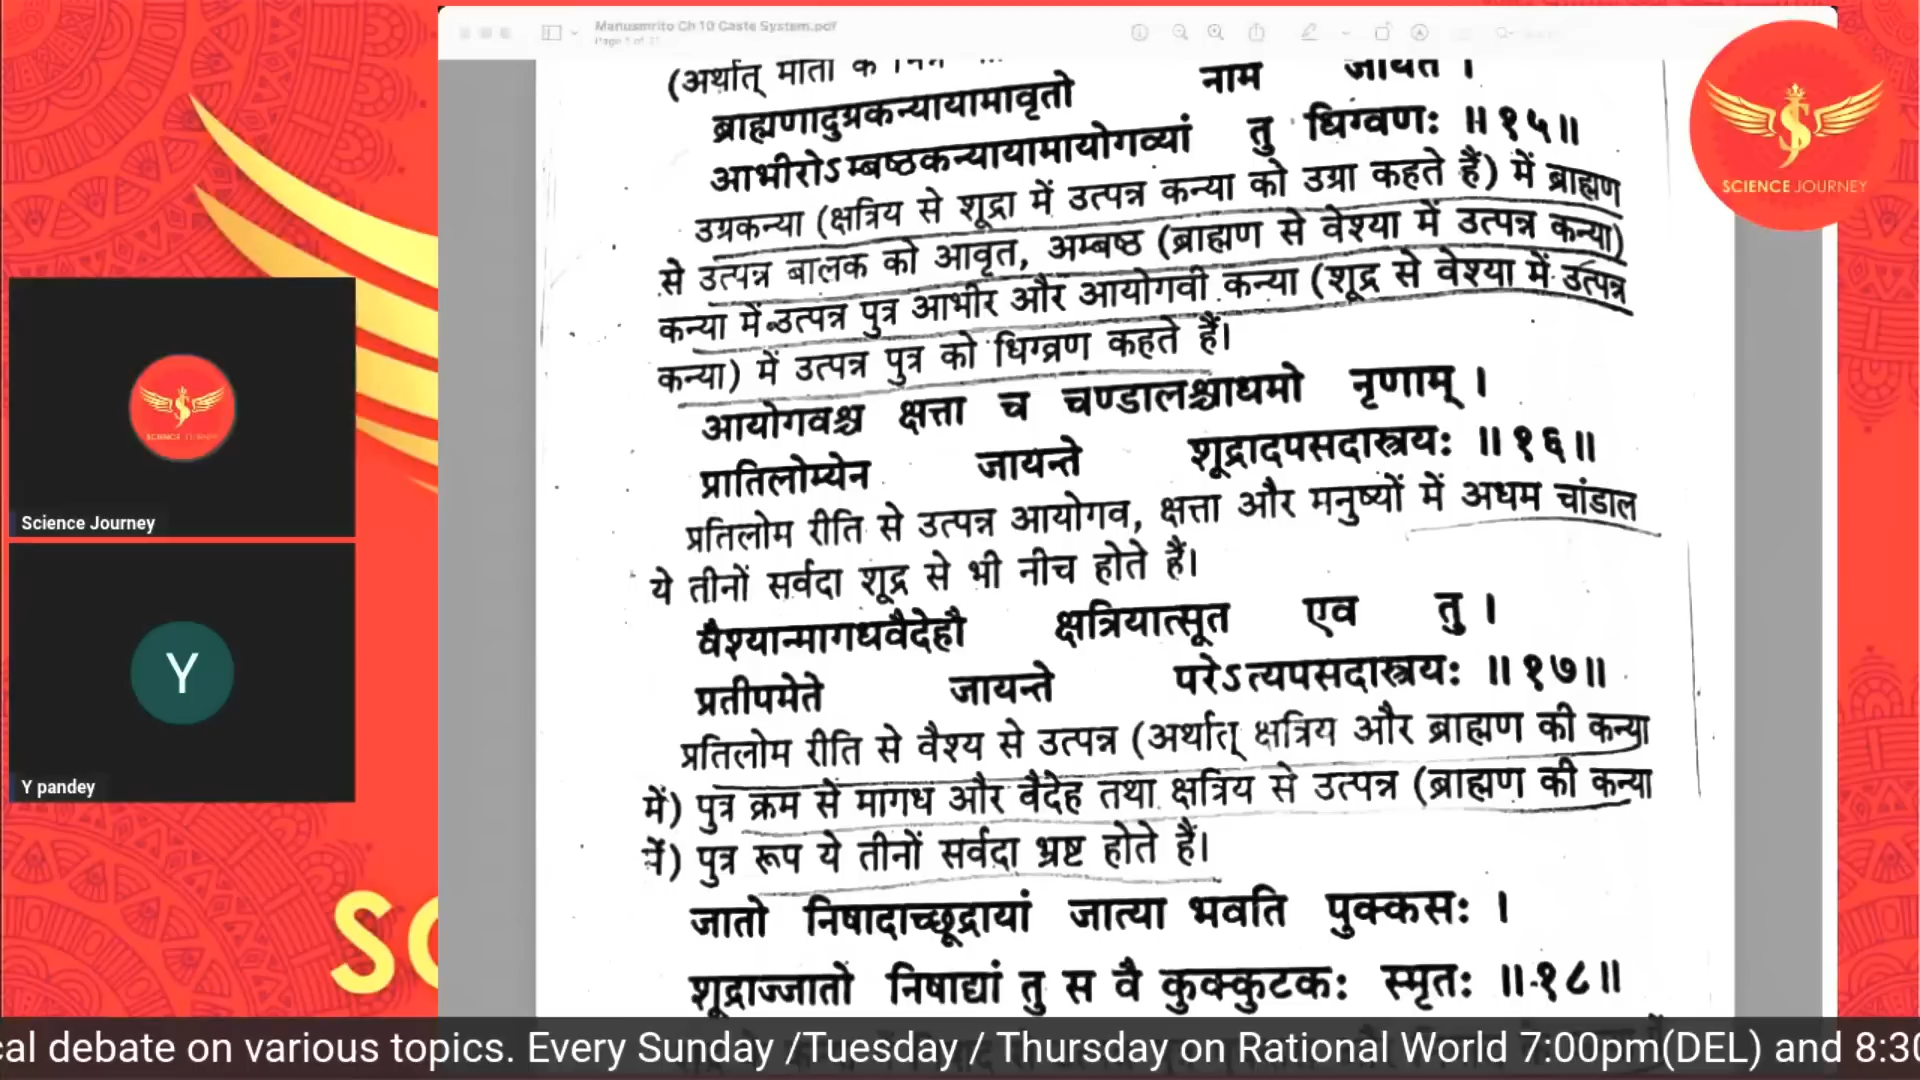 Manusmrito Ch 10 Caste System.pdf
(अर्थात् माता के
ब्राह्मणादुग्रकन्यायामावृतो नाम जायते ।
आभीरोऽम्बष्ठकन्यायामायोगव्यां तु धिग्वणः ॥१५॥
उग्रकन्या (क्षत्रिय से शूद्रा में उत्पन्न कन्या को उग्रा कहते हैं) में ब्राह्मण
से उत्पन्न बालक को आवृत, अम्बष्ठ (ब्राह्मण से वेश्या में उत्पन्न कन्या)
कन्या में उत्पन्न पुत्र आभीर और आयोगवी कन्या (शूद्र से वेश्या में उत्पन्न
कन्या) में उत्पन्न पुत्र को धिग्व्रण कहते हैं।
आयोगवश्च क्षत्ता च चण्डालश्चाधमो नृणाम् ।
प्रातिलोम्येन जायन्ते शूद्रादपसदास्त्रयः ॥१६॥
प्रतिलोम रीति से उत्पन्न आयोगव, क्षत्ता और मनुष्यों में अधम चांडाल
ये तीनों सर्वदा शूद्र से भी नीच होते हैं।
वैश्यान्मागधवैदेहौ क्षत्रियात्सूत एव तु ।
प्रतीपमेते जायन्ते परेऽत्यपसदास्त्रयः ॥१७॥
प्रतिलोम रीति से वैश्य से उत्पन्न (अर्थात् क्षत्रिय और ब्राह्मण की कन्या
में) पुत्र क्रम से मागध और वैदेह तथा क्षत्रिय से उत्पन्न (ब्राह्मण की कन्या
में) पुत्र रूप ये तीनों सर्वदा भ्रष्ट होते हैं।
जातो निषादाच्छूद्रायां जात्या भवति पुक्कसः ।
शूद्राज्जातो निषाद्यां तु स वै कुक्कुटकः स्मृतः ॥१८॥
SCIENCE JOURNEY
SCIENCE JOURNEY
Science Journey
Y
Y pandey
SC
cal debate on various topics. Every Sunday /Tuesday / Thursday on Rational World 7:00pm(DEL) and 8:30